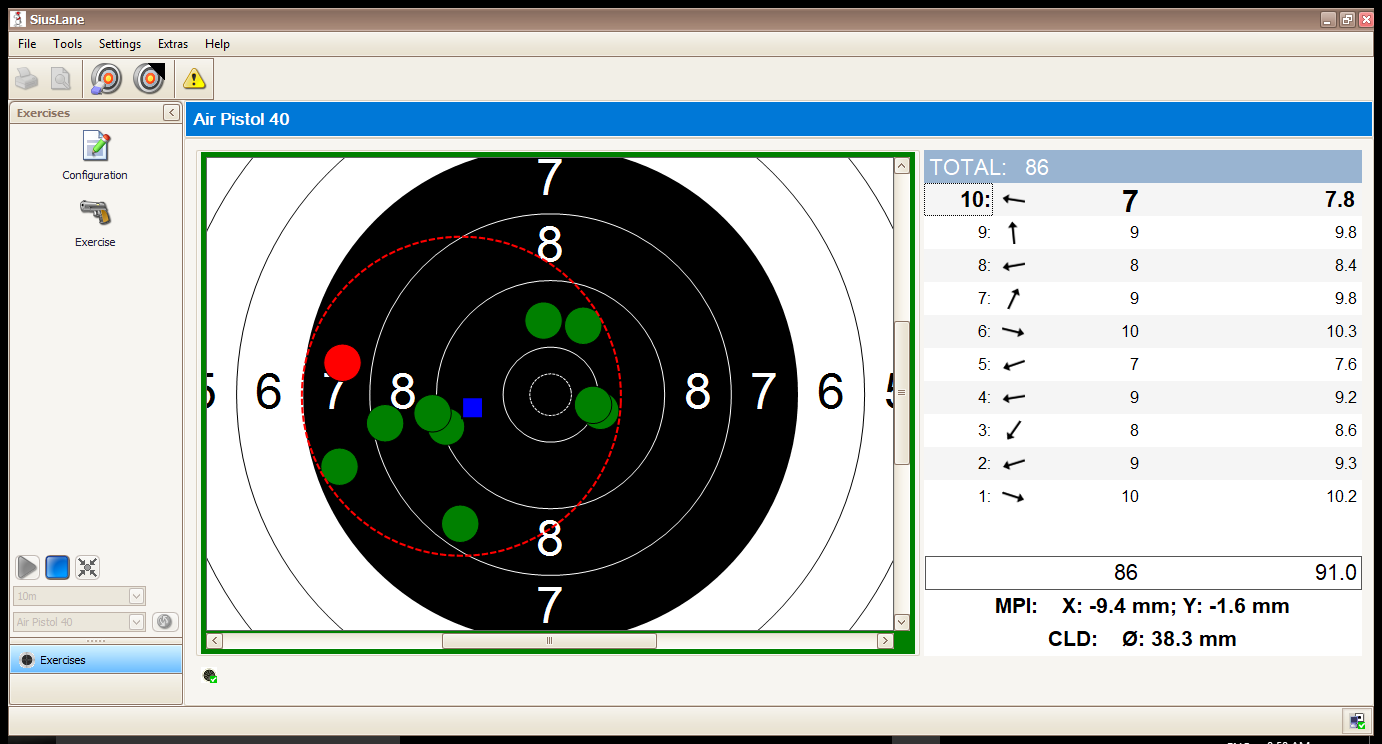 SiusLane
File Tools Settings Extras Help
Exercises
Configuration
Exercise
10m
Air Pistol 40
Exercises
Air Pistol 40
7
8
6 7 8 8 7 6
8
7
TOTAL: 86
10: 7 7.8
9: 9 9.8
8: 8 8.4
7: 9 9.8
6: 10 10.3
5: 7 7.6
4: 9 9.2
3: 8 8.6
2: 9 9.3
1: 10 10.2
86 91.0
MPI: X: -9.4 mm; Y: -1.6 mm
CLD: Ø: 38.3 mm